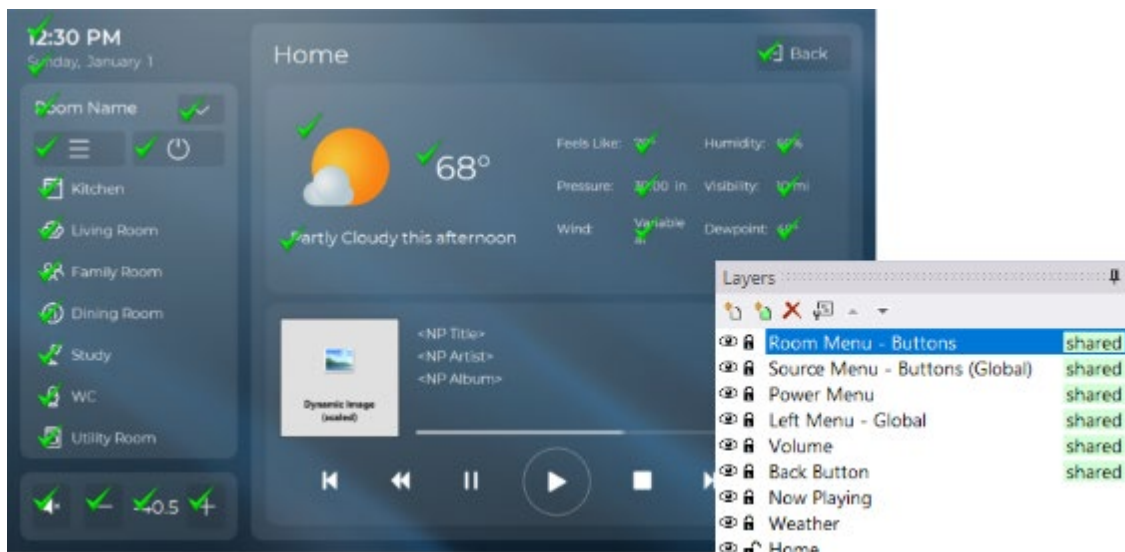 12:30 PM
Sunday, January 1
Home
Back
Room Name
Kitchen
Living Room
Family Room
Dining Room
Study
WC
Utility Room
68°
Partly Cloudy this afternoon
Feels Like:
Humidity:
Pressure: in
Visibility: mi
Wind: Variable
Dewpoint:
<NP Title>
<NP Artist>
<NP Album>
Dynamic Image
(scaled)
Layers
Room Menu - Buttons shared
Source Menu - Buttons (Global) shared
Power Menu shared
Left Menu - Global shared
Volume shared
Back Button shared
Now Playing
Weather
Home